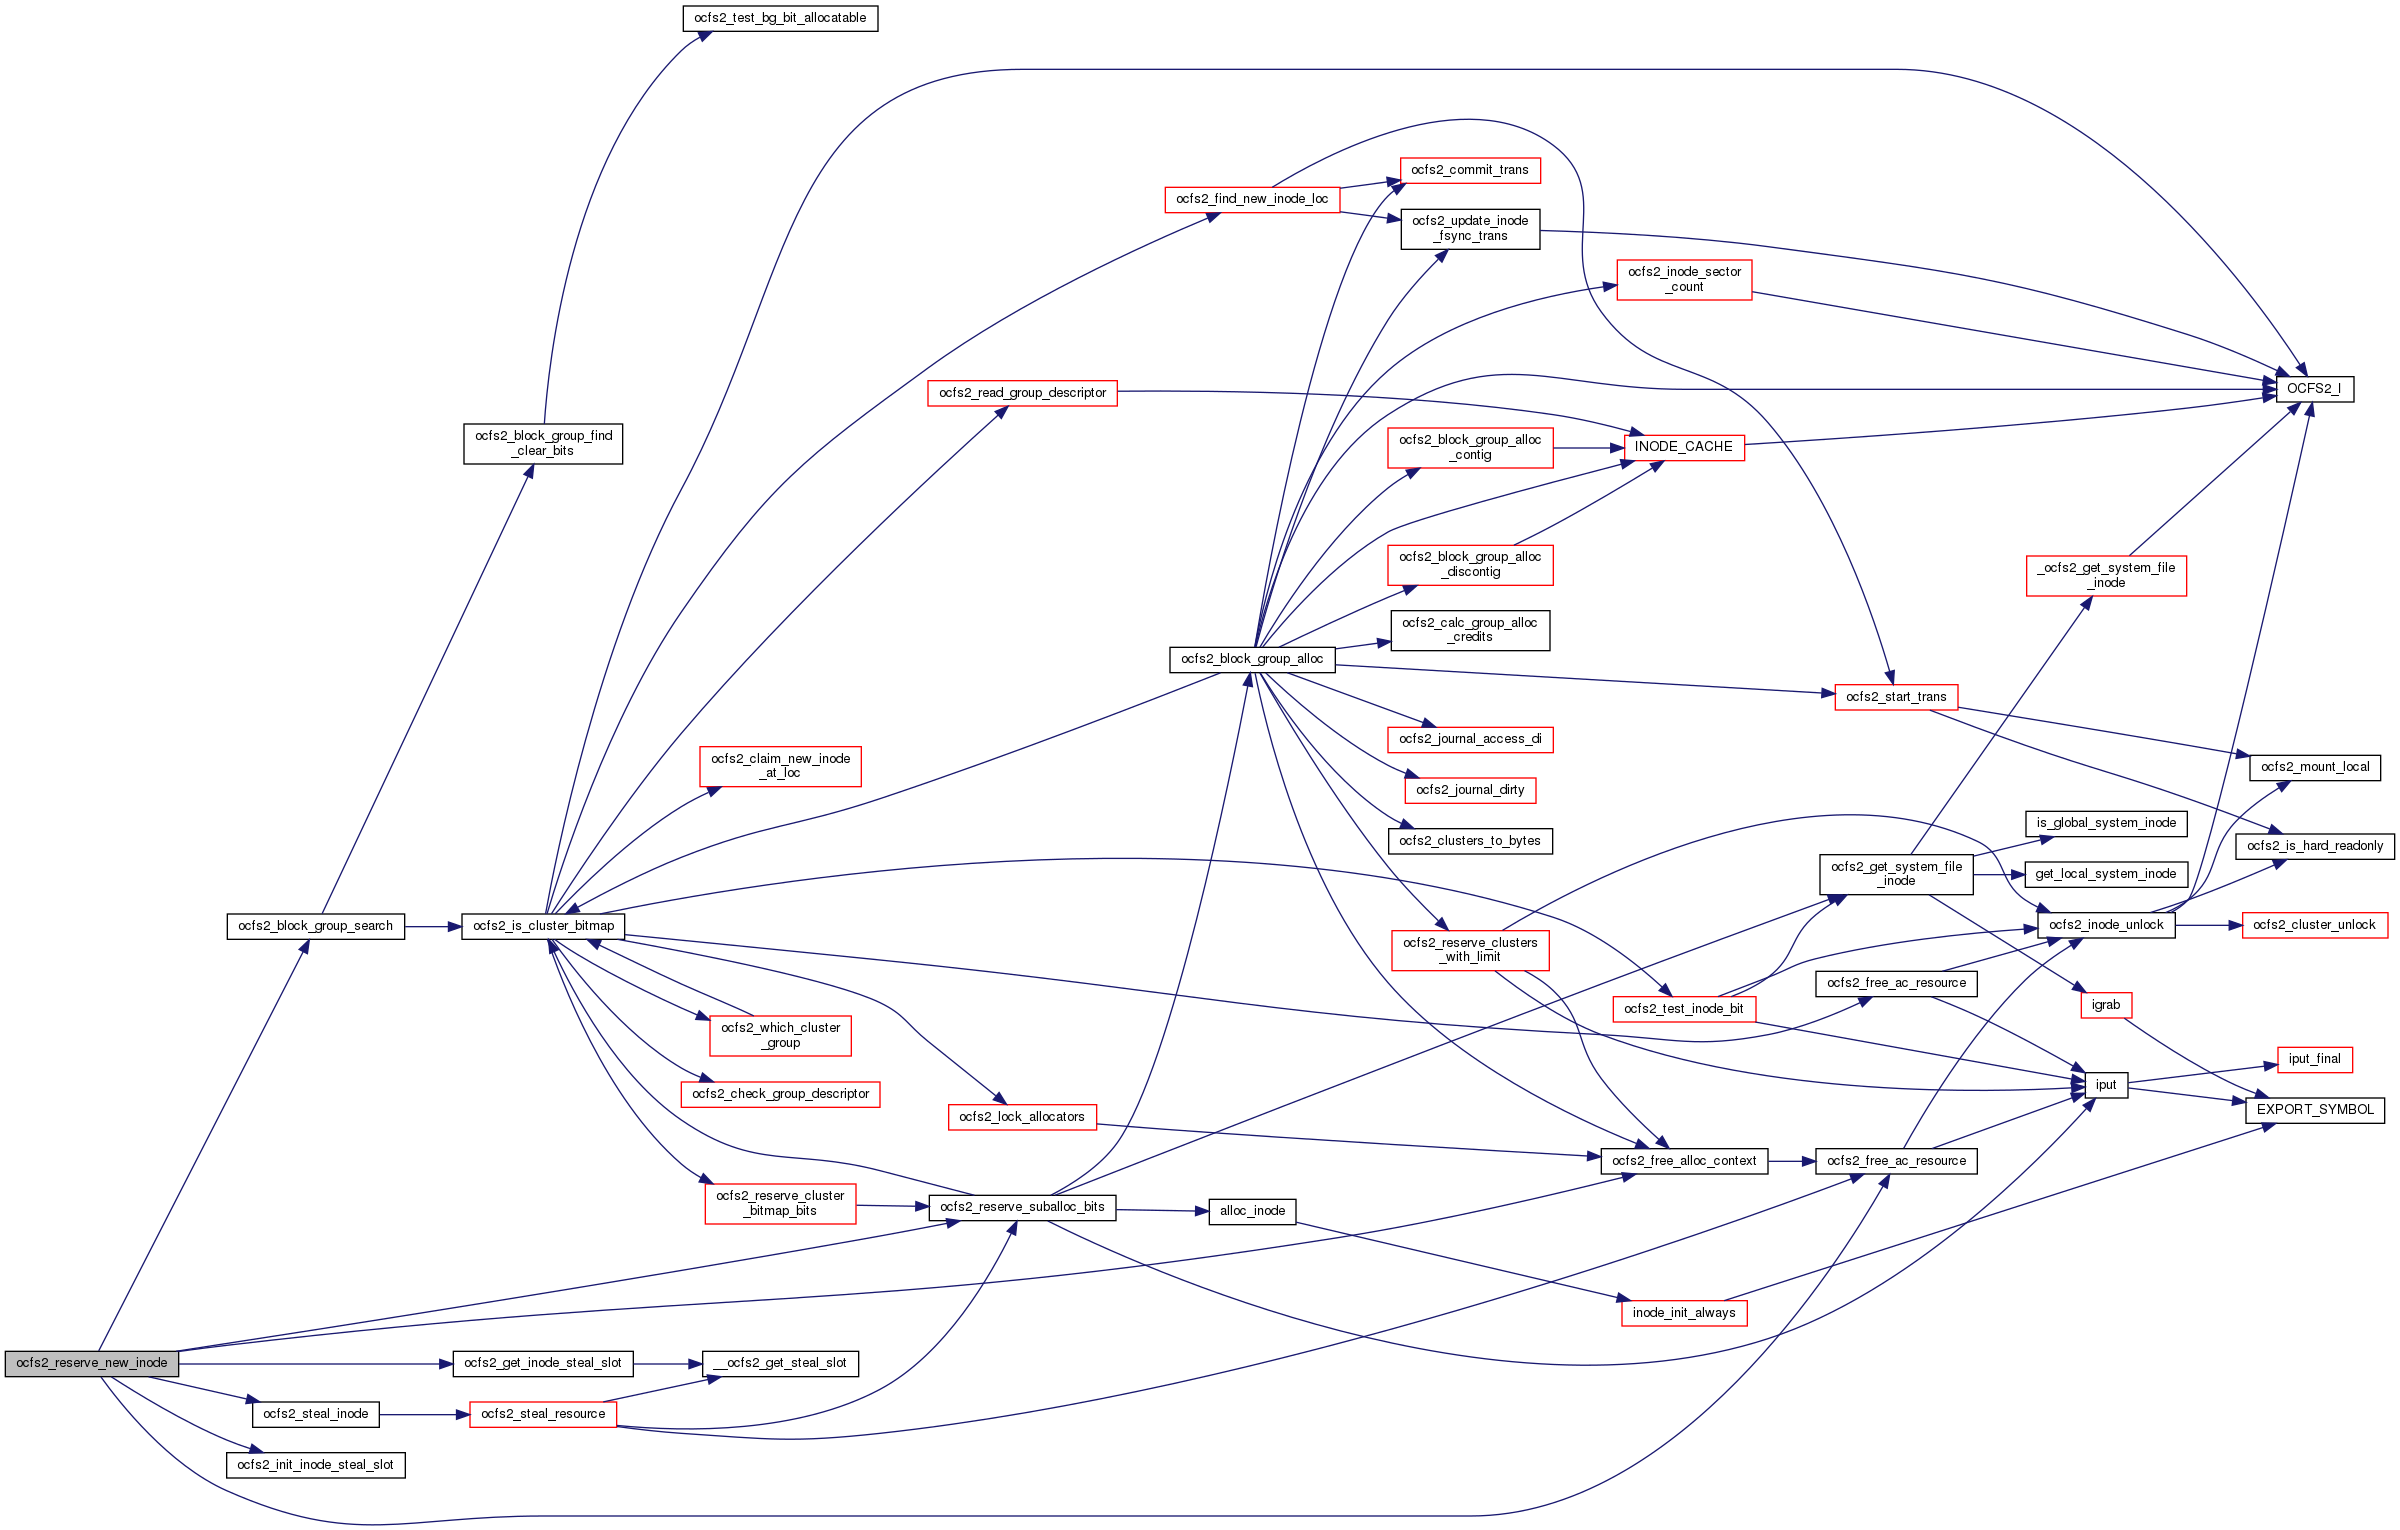 ocfs2_test_bg_bit_allocatable
ocfs2_commit_trans
ocfs2_find_new_inode_loc
ocfs2_update_inode
_fsync_trans
ocfs2_inode_sector
_count
ocfs2_read_group_descriptor
OCFS2_I
ocfs2_block_group_find
_clear_bits
ocfs2_block_group_alloc
_contig
INODE_CACHE
ocfs2_block_group_alloc
_discontig
_ocfs2_get_system_file
_inode
ocfs2_calc_group_alloc
_credits
ocfs2_block_group_alloc
ocfs2_start_trans
ocfs2_journal_access_di
ocfs2_claim_new_inode
_at_loc
ocfs2_mount_local
ocfs2_journal_dirty
is_global_system_inode
ocfs2_clusters_to_bytes
ocfs2_is_hard_readonly
ocfs2_get_system_file
_inode
get_local_system_inode
ocfs2_block_group_search
ocfs2_is_cluster_bitmap
ocfs2_inode_unlock
ocfs2_cluster_unlock
ocfs2_reserve_clusters
_with_limit
ocfs2_free_ac_resource
ocfs2_test_inode_bit
igrab
ocfs2_which_cluster
_group
iput_final
iput
ocfs2_check_group_descriptor
EXPORT_SYMBOL
ocfs2_lock_allocators
ocfs2_free_alloc_context
ocfs2_free_ac_resource
ocfs2_reserve_cluster
_bitmap_bits
ocfs2_reserve_suballoc_bits
alloc_inode
inode_init_always
ocfs2_reserve_new_inode
ocfs2_get_inode_steal_slot
__ocfs2_get_steal_slot
ocfs2_steal_inode
ocfs2_steal_resource
ocfs2_init_inode_steal_slot